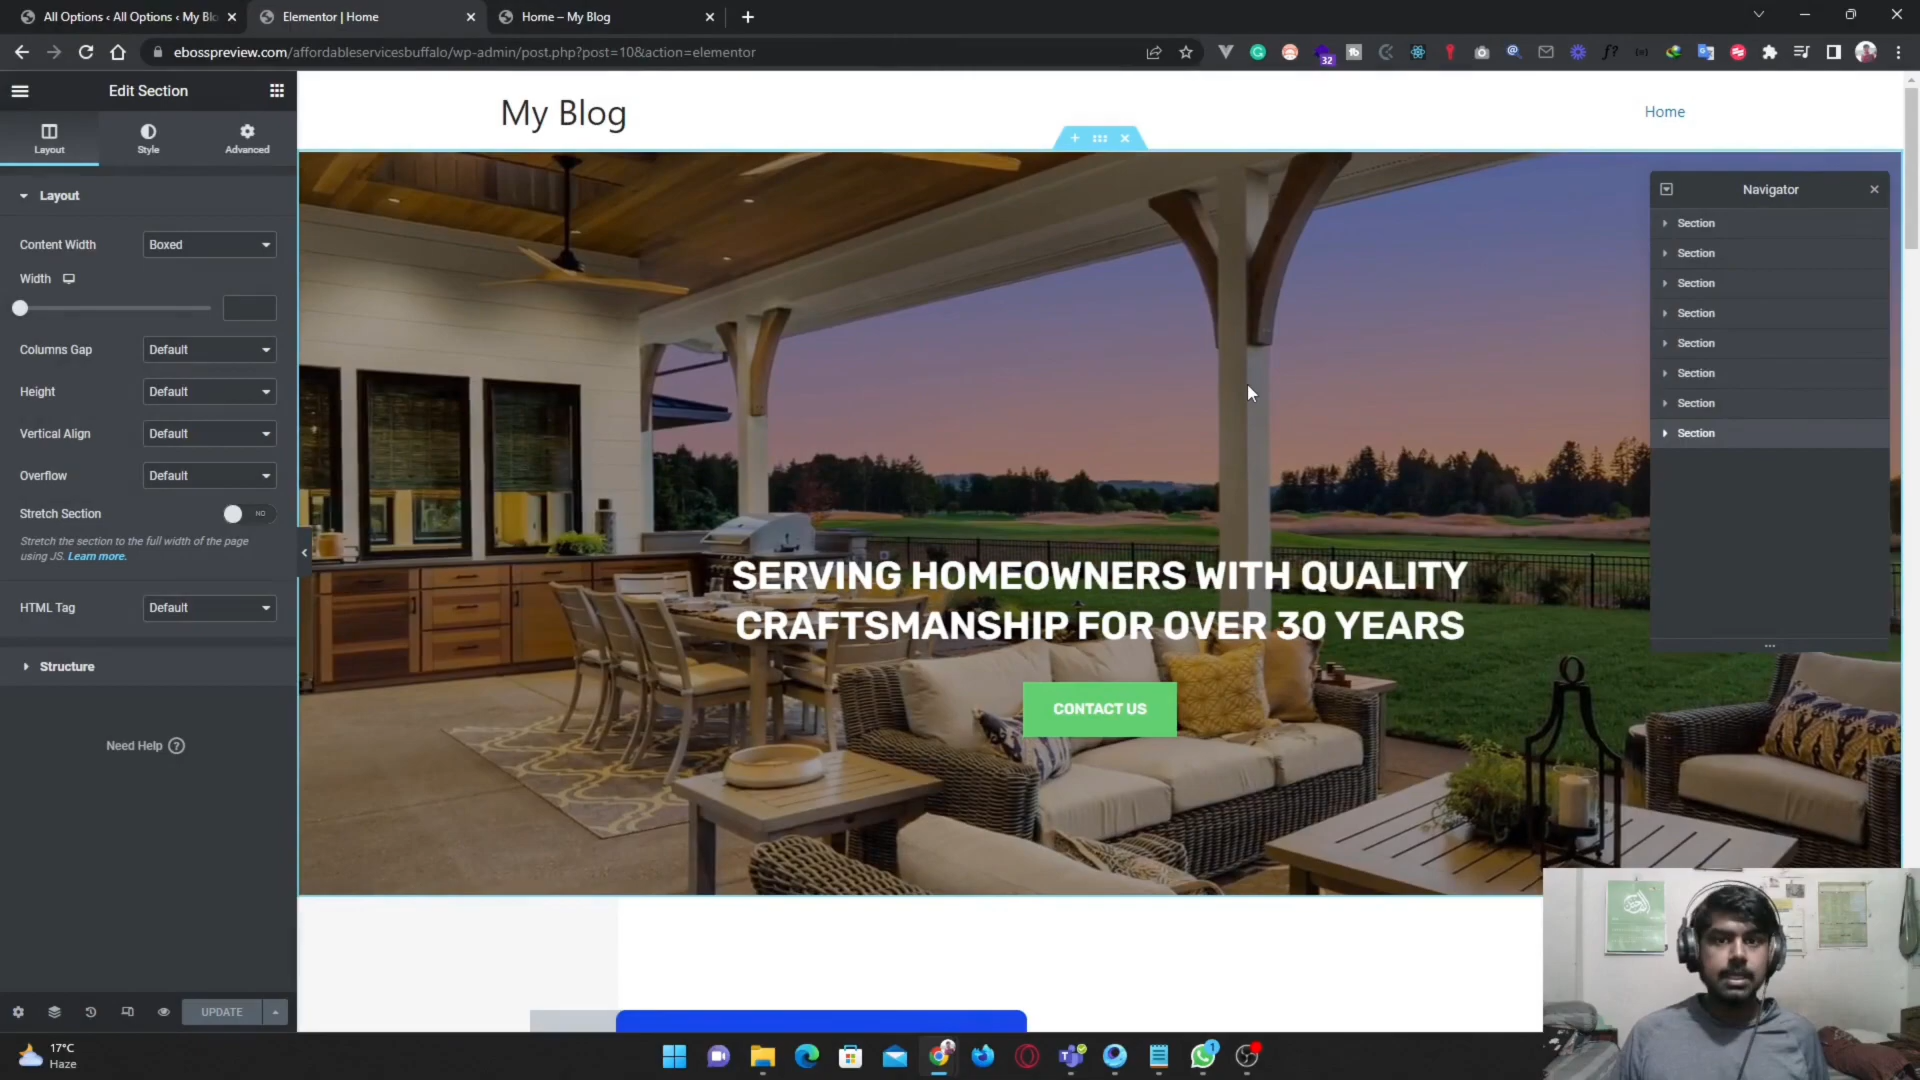 All Options ‹ All Options ‹ My Blo
Elementor | Home
Home – My Blog
ebosspreview.com/affordableservicesbuffalo/wp-admin/post.php?post=10&action=elementor
32
Edit Section
Layout
Style
Advanced
Layout
Content Width
Boxed
Width
Columns Gap
Default
Height
Default
Vertical Align
Default
Overflow
Default
Stretch Section
NO
Stretch the section to the full width of the page
using JS. Learn more.
HTML Tag
Default
Structure
Need Help ?
UPDATE
My Blog
Home
SERVING HOMEOWNERS WITH QUALITY
CRAFTSMANSHIP FOR OVER 30 YEARS
CONTACT US
Navigator
Section
Section
Section
Section
Section
Section
Section
Section
17°C
Haze
1